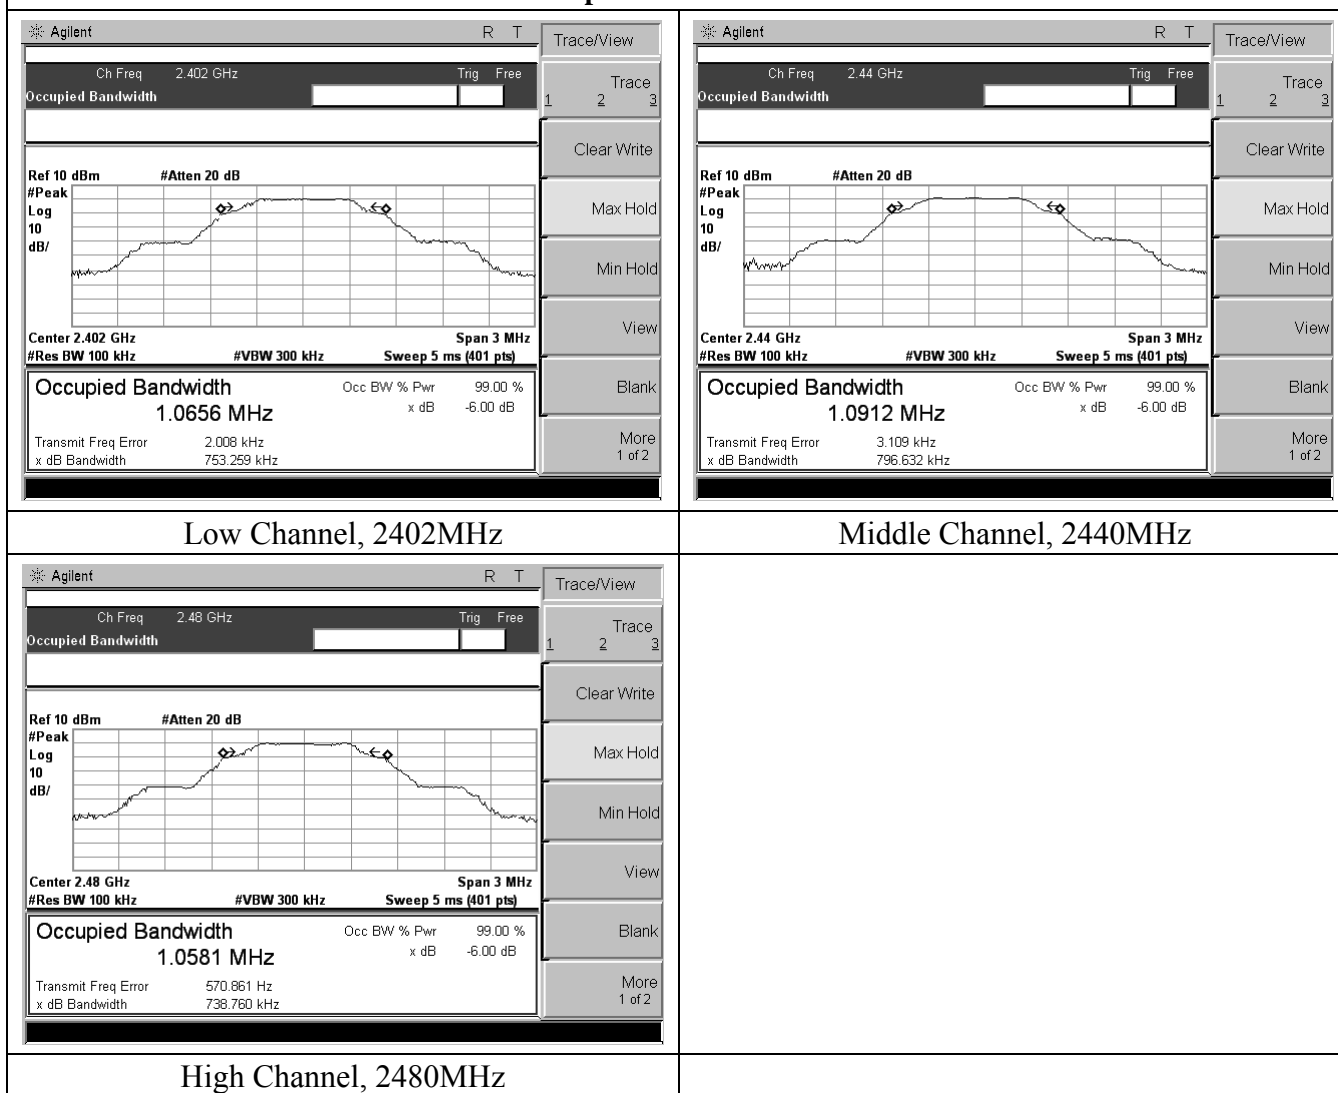 Agilent R T Trace/View
Ch Freq 2.402 GHz Trig Free
Occupied Bandwidth
Trace
1 2 3
Clear Write
Ref 10 dBm #Atten 20 dB
#Peak
Log
10
dB/
Max Hold
Min Hold
View
Center 2.402 GHz Span 3 MHz
#Res BW 100 kHz #VBW 300 kHz Sweep 5 ms (401 pts)
Occupied Bandwidth Occ BW % Pwr 99.00 %
1.0656 MHz x dB -6.00 dB
Blank
Transmit Freq Error 2.008 kHz
x dB Bandwidth 753.259 kHz
More
1 of 2
Low Channel, 2402MHz
Agilent R T Trace/View
Ch Freq 2.44 GHz Trig Free
Occupied Bandwidth
Trace
1 2 3
Clear Write
Ref 10 dBm #Atten 20 dB
#Peak
Log
10
dB/
Max Hold
Min Hold
View
Center 2.44 GHz Span 3 MHz
#Res BW 100 kHz #VBW 300 kHz Sweep 5 ms (401 pts)
Occupied Bandwidth Occ BW % Pwr 99.00 %
1.0912 MHz x dB -6.00 dB
Blank
Transmit Freq Error 3.109 kHz
x dB Bandwidth 796.632 kHz
More
1 of 2
Middle Channel, 2440MHz
Agilent R T Trace/View
Ch Freq 2.48 GHz Trig Free
Occupied Bandwidth
Trace
1 2 3
Clear Write
Ref 10 dBm #Atten 20 dB
#Peak
Log
10
dB/
Max Hold
Min Hold
View
Center 2.48 GHz Span 3 MHz
#Res BW 100 kHz #VBW 300 kHz Sweep 5 ms (401 pts)
Occupied Bandwidth Occ BW % Pwr 99.00 %
1.0581 MHz x dB -6.00 dB
Blank
Transmit Freq Error 570.861 Hz
x dB Bandwidth 738.760 kHz
More
1 of 2
High Channel, 2480MHz